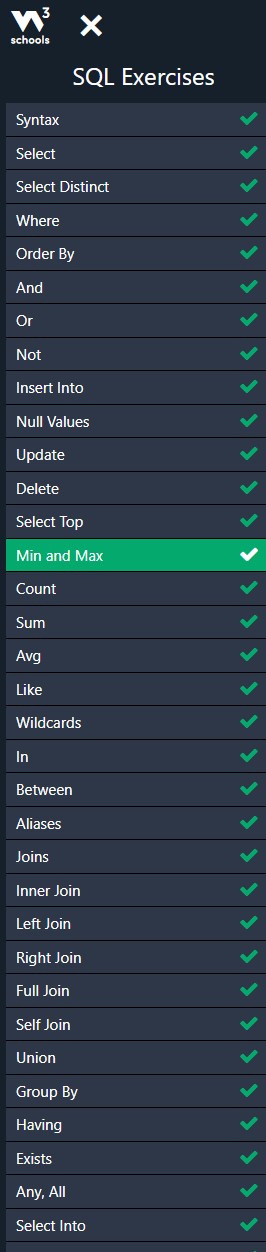 3
schools
SQL Exercises
Syntax
Select
Select Distinct
Where
Order By
And
Or
Not
Insert Into
Null Values
Update
Delete
Select Top
Min and Max
Count
Sum
Avg
Like
Wildcards
In
Between
Aliases
Joins
Inner Join
Left Join
Right Join
Full Join
Self Join
Union
Group By
Having
Exists
Any, All
Select Into